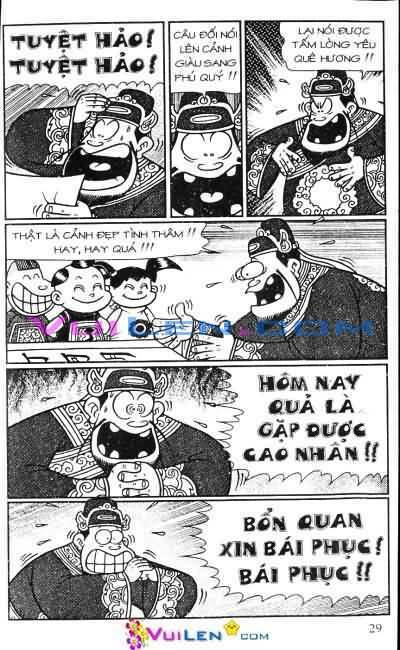 TUYỆT HẢO!
TUYỆT HẢO!
CÂU ĐỐI NÓI
LÊN CẢNH
GIÀU SANG
PHÚ QUÝ !!
LẠI NÓI ĐƯỢC
TẤM LÒNG YÊU
QUÊ HƯƠNG !!
THẬT LÀ CẢNH ĐẸP TÌNH THÂM!!
HAY, HAY QUÁ !!!
VUILEN.COM
HÔM NAY
QUẢ LÀ
GẶP ĐƯỢC
CAO NHÂN!!
BỔN QUAN
XIN BÁI PHỤC!
BÁI PHỤC!!
29
VUILEN.COM